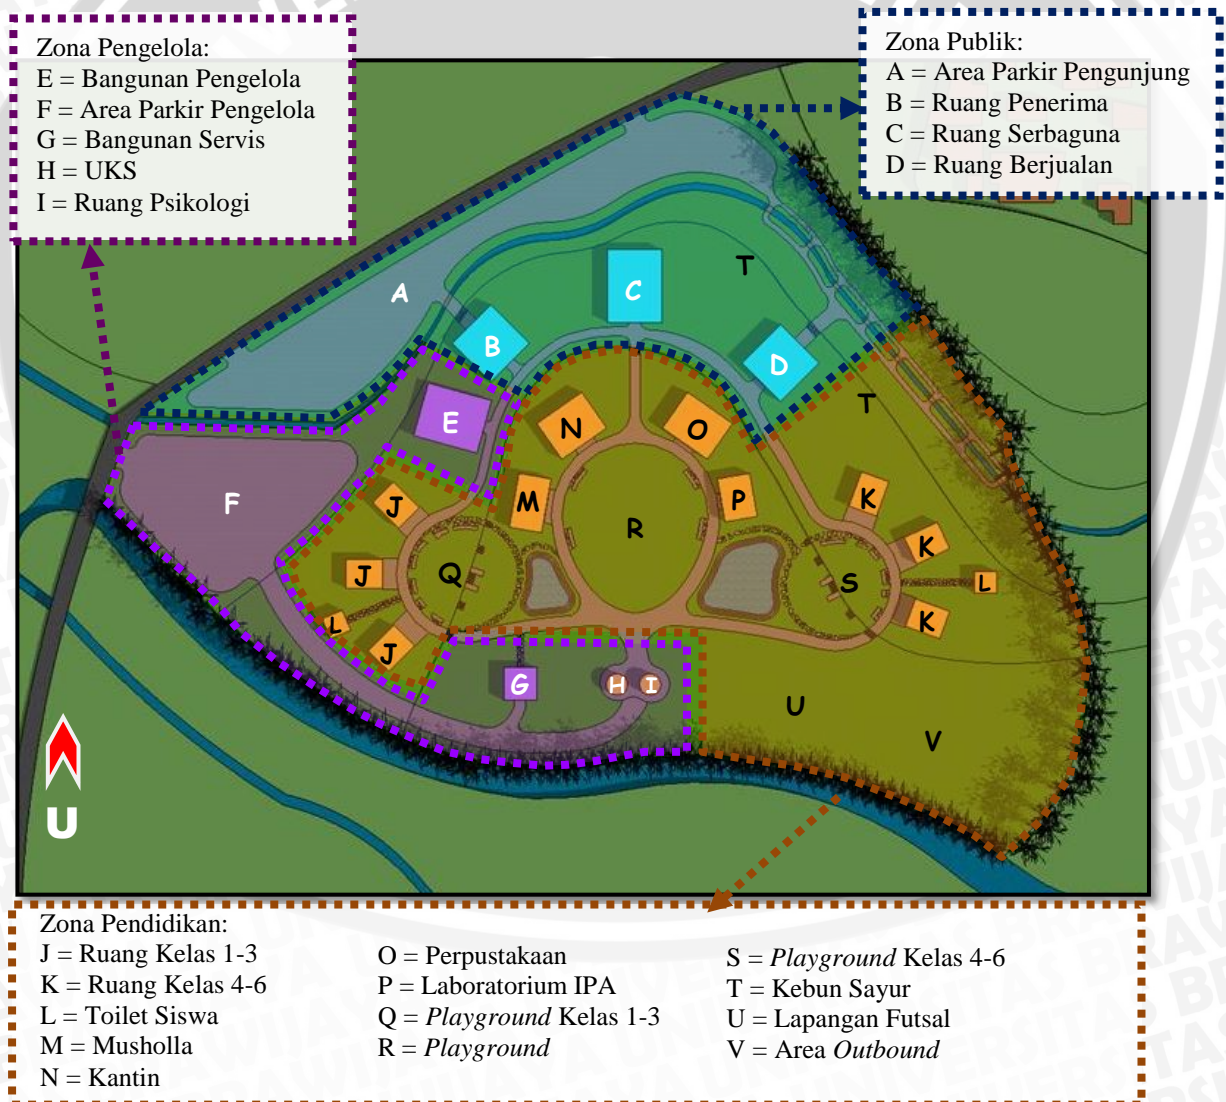 Zona Pengelola:
E = Bangunan Pengelola
F = Area Parkir Pengelola
G = Bangunan Servis
H = UKS
I = Ruang Psikologi
Zona Publik:
A = Area Parkir Pengunjung
B = Ruang Penerima
C = Ruang Serbaguna
D = Ruang Berjualan
A
B
C
T
D
E
T
F
J
N
O
M
P
K
R
J
Q
S
K
L
L
J
K
G
H
I
U
V
U
Zona Pendidikan:
J = Ruang Kelas 1-3
K = Ruang Kelas 4-6
L = Toilet Siswa
M = Musholla
N = Kantin
O = Perpustakaan
P = Laboratorium IPA
Q = Playground Kelas 1-3
R = Playground
S = Playground Kelas 4-6
T = Kebun Sayur
U = Lapangan Futsal
V = Area Outbound